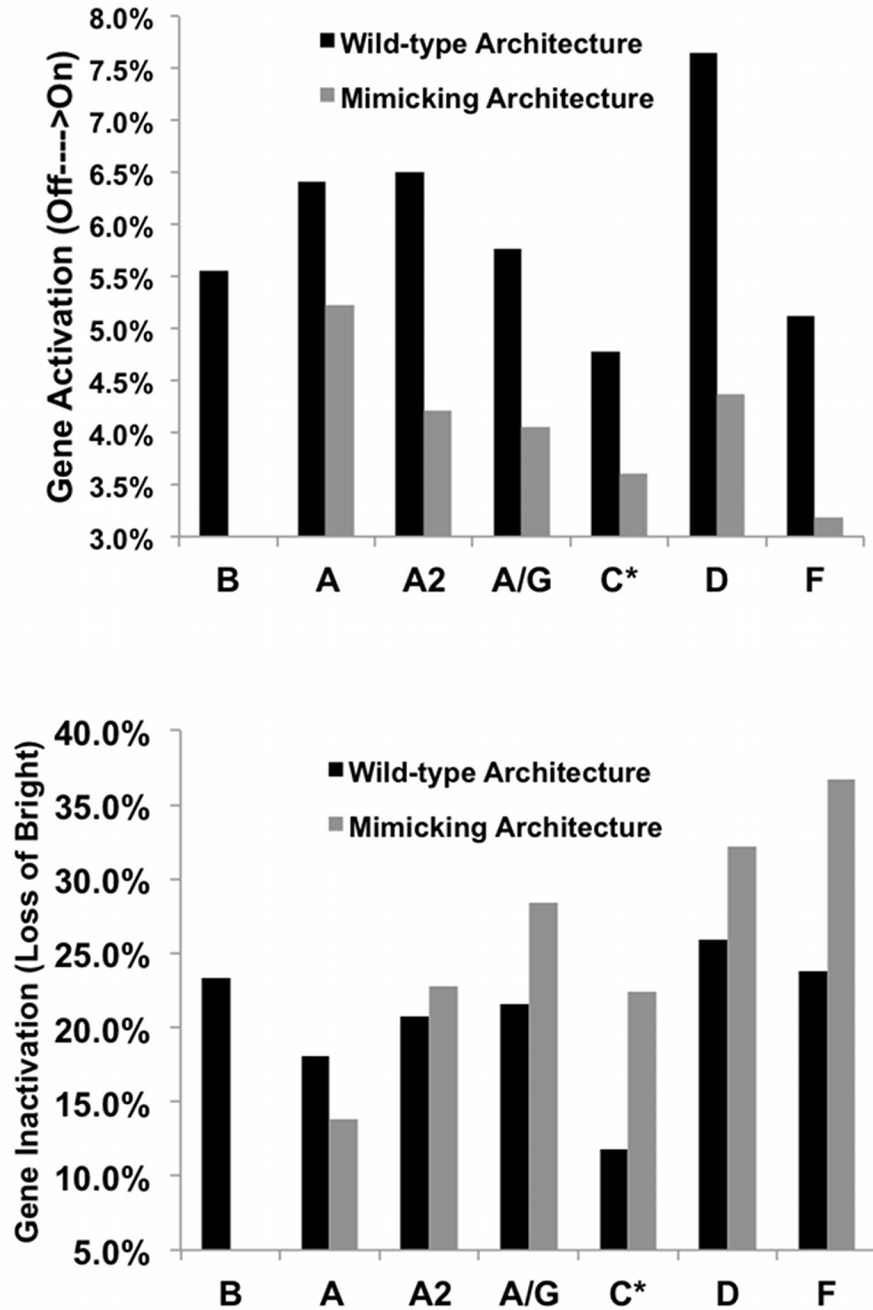 Gene Activation (Off---->On)
8.0%
7.5%
7.0%
6.5%
6.0%
5.5%
5.0%
4.5%
4.0%
3.5%
3.0%
Wild-type Architecture
Mimicking Architecture
B A A2 A/G C* D F
Gene Inactivation (Loss of Bright)
40.0%
35.0%
30.0%
25.0%
20.0%
15.0%
10.0%
5.0%
Wild-type Architecture
Mimicking Architecture
B A A2 A/G C* D F